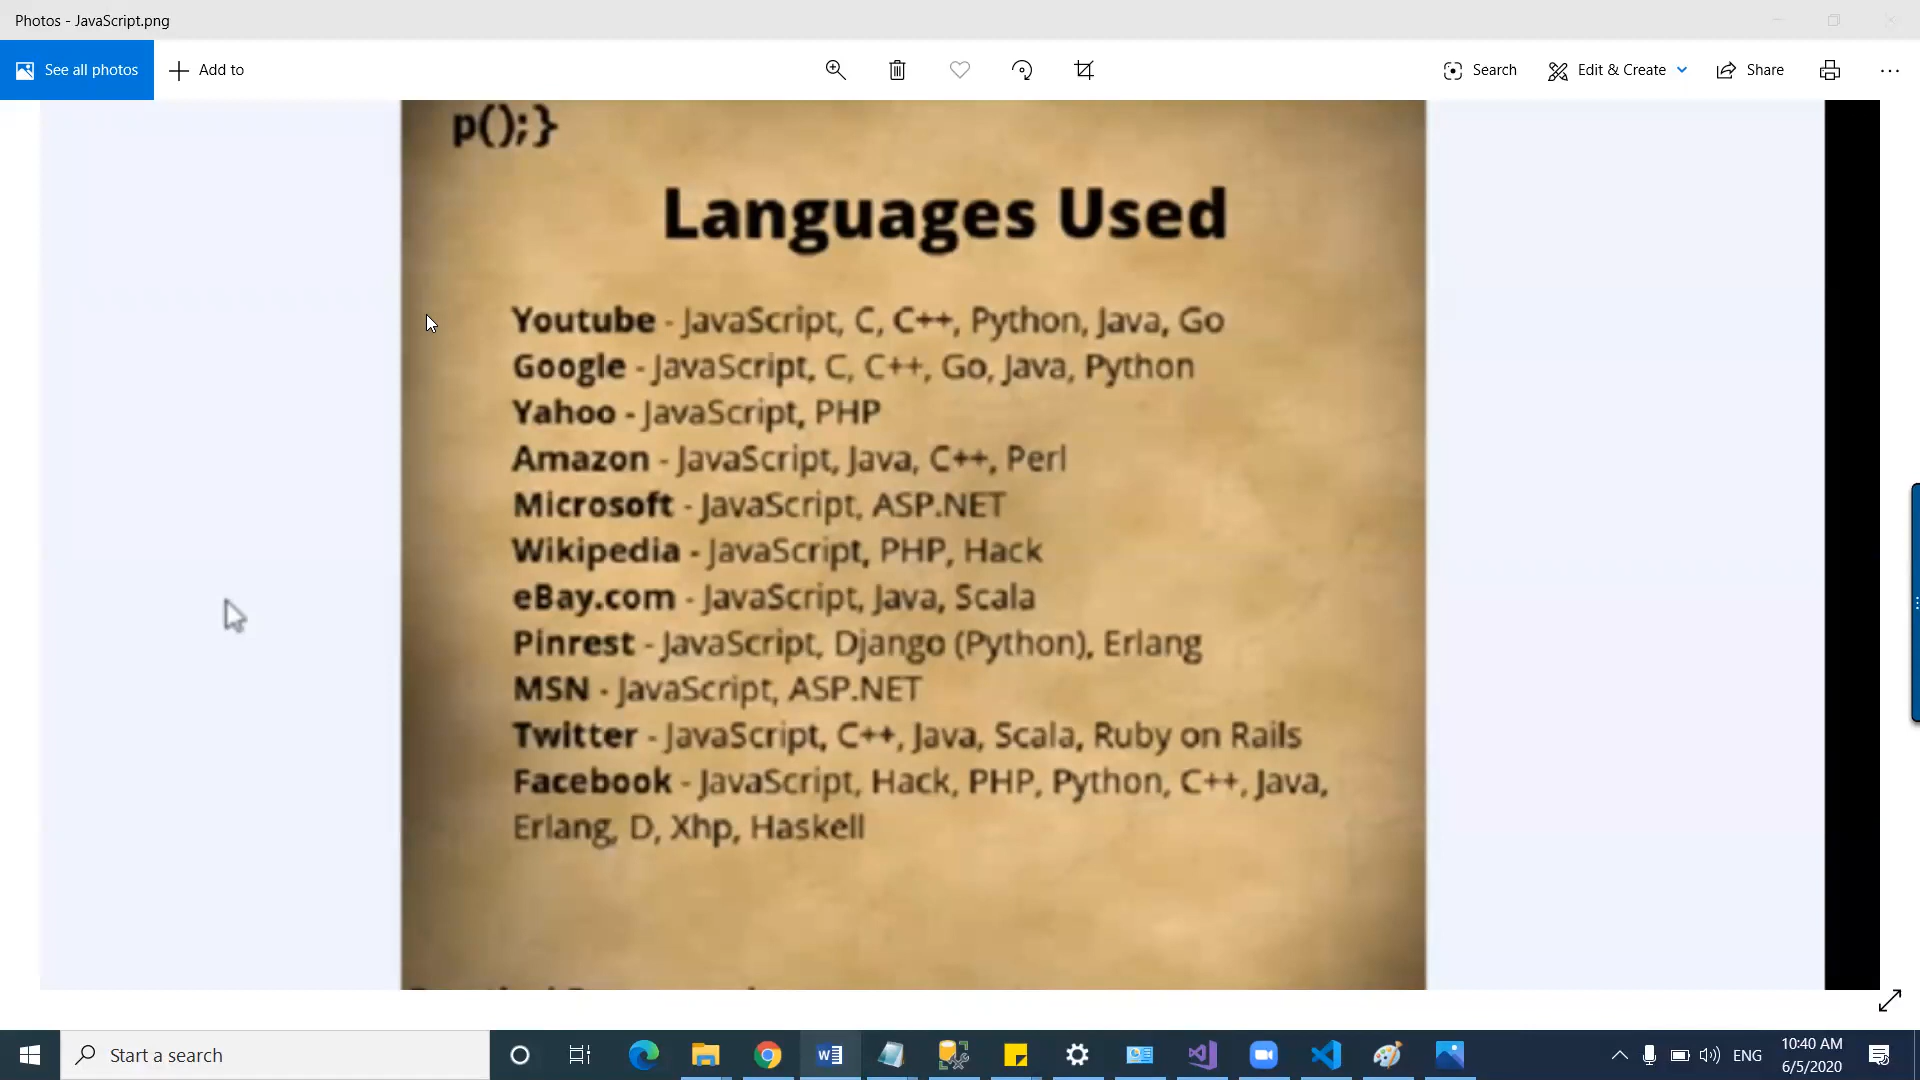 Photos - JavaScript.png
See all photos
Add to
Search
Edit & Create
Share
p();}
Languages Used
Youtube - JavaScript, C, C++, Python, Java, Go
Google - JavaScript, C, C++, Go, Java, Python
Yahoo - JavaScript, PHP
Amazon - JavaScript, Java, C++, Perl
Microsoft - JavaScript, ASP.NET
Wikipedia - JavaScript, PHP, Hack
eBay.com - JavaScript, Java, Scala
Pinrest - JavaScript, Django (Python), Erlang
MSN - JavaScript, ASP.NET
Twitter - JavaScript, C++, Java, Scala, Ruby on Rails
Facebook - JavaScript, Hack, PHP, Python, C++, Java,
Erlang, D, Xhp, Haskell
Start a search
ENG
10:40 AM
6/5/2020